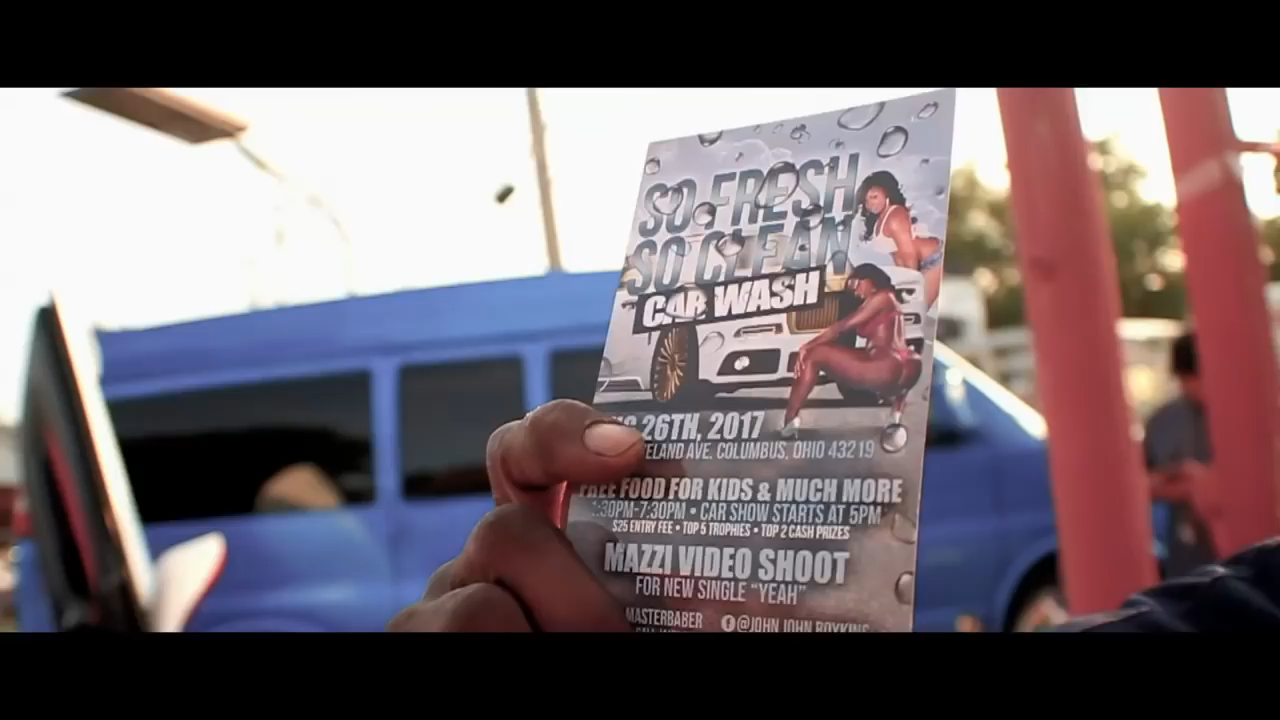 SO FRESH
SO CLEAN
CAR WASH
26TH, 2017
AVE. COLUMBUS, OHIO 43219
FREE FOOD FOR KIDS & MUCH MORE
:30PM-7:30PM • CAR SHOW STARTS AT 5PM
$25 ENTRY FEE • TOP 5 TROPHIES • TOP 2 CASH PRIZES
MAZZI VIDEO SHOOT
FOR NEW SINGLE "YEAH"
MASTERBABER f@JOHN JOHN BOYKINS